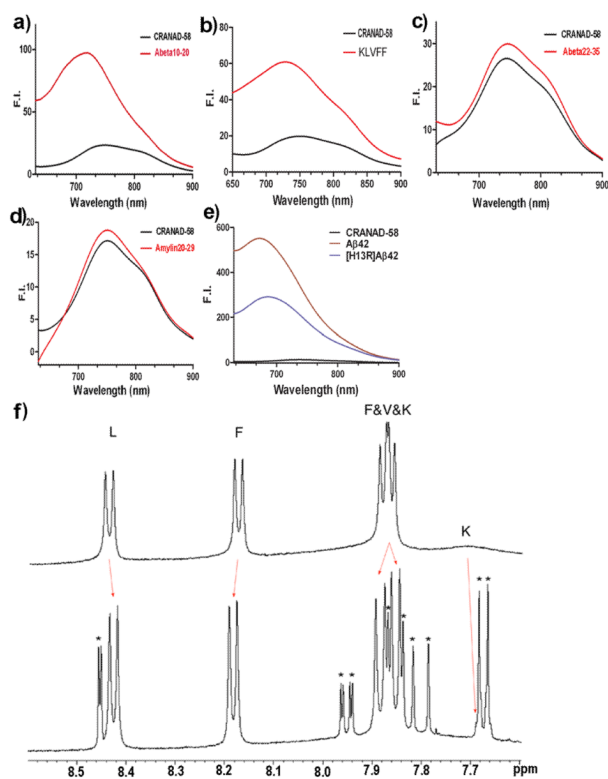 a)
CRANAD-58
Abeta10-20
F.I.
100
50
0
700
800
900
Wavelength (nm)
b)
CRANAD-58
KLVFF
F.I.
80
60
40
20
0
650
700
750
800
850
900
Wavelength (nm)
c)
CRANAD-58
Abeta22-35
F.I.
30
20
10
0
700
800
900
Wavelength (nm)
d)
CRANAD-58
Amylin20-29
F.I.
20
15
10
5
0
700
800
900
Wavelength (nm)
e)
CRANAD-58
Aβ42
[H13R]Aβ42
F.I.
600
400
200
0
700
800
900
Wavelength (nm)
f)
L
F
F&V&K
K
* * * * * * * * *
8.5 8.4 8.3 8.2 8.1 8.0 7.9 7.8 7.7 ppm